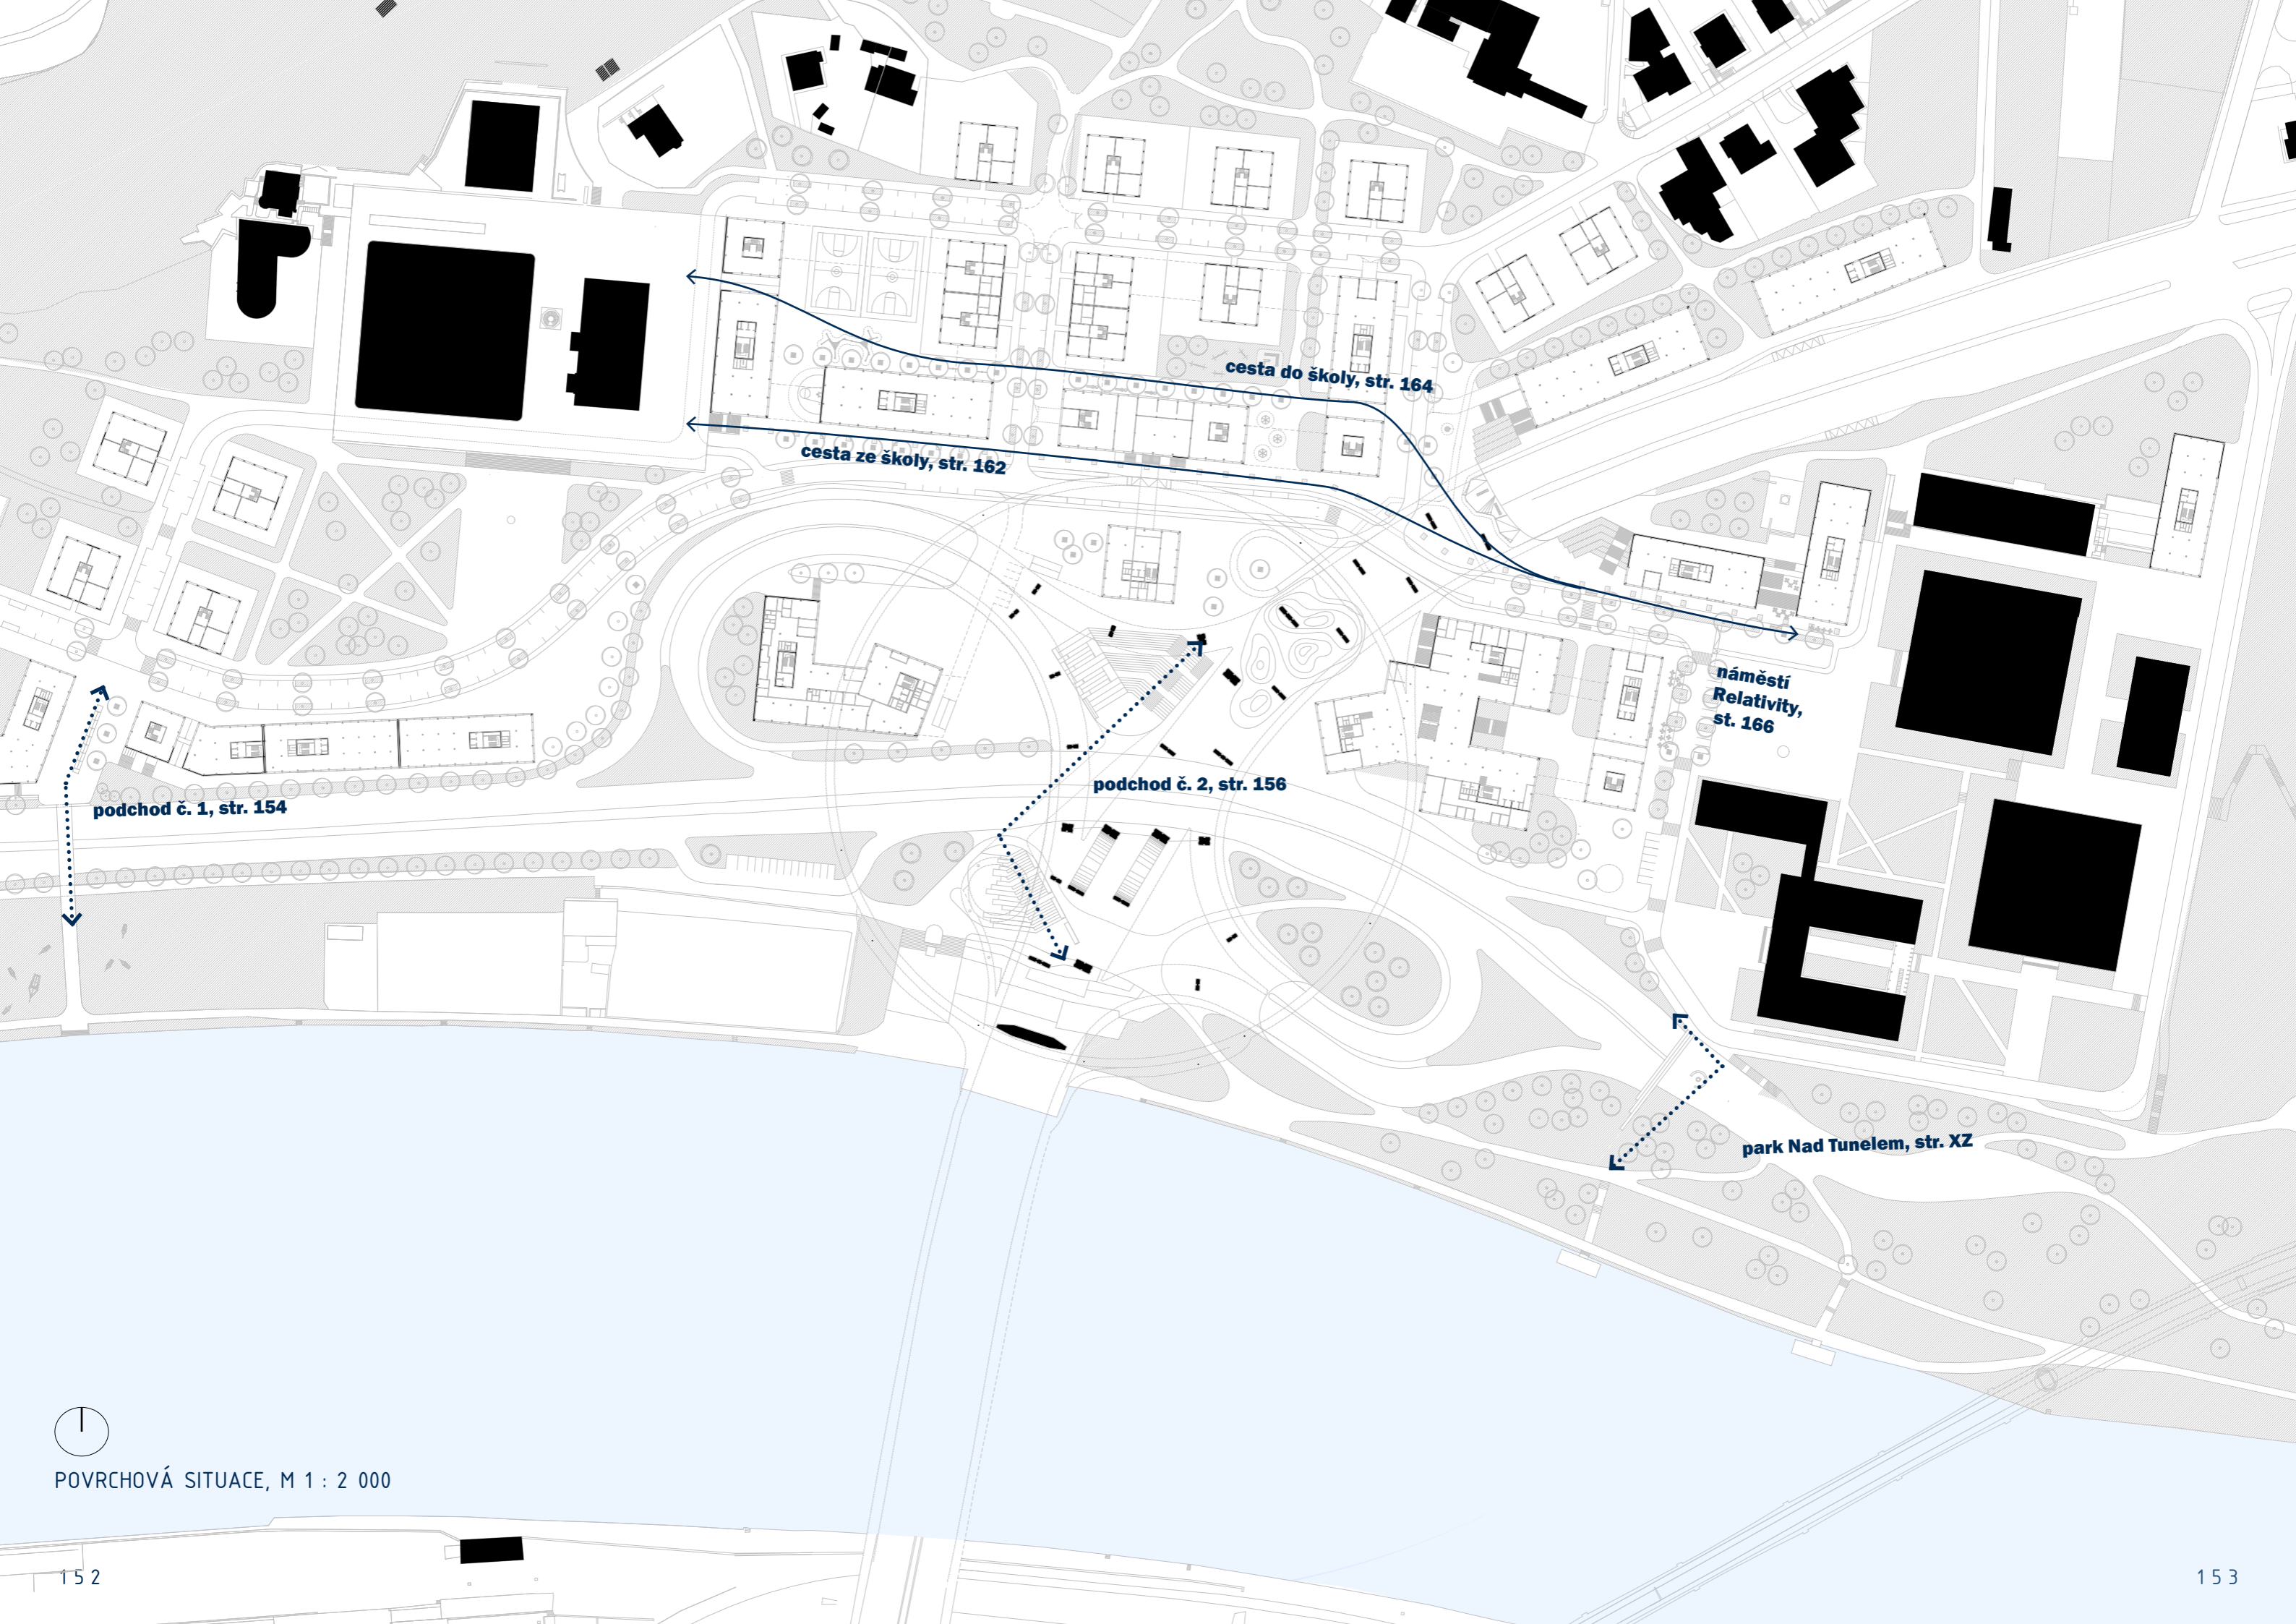 cesta do školy, str. 164
cesta ze školy, str. 162
náměstí
Relativity,
st. 166
podchod č. 2, str. 156
podchod č. 1, str. 154
park Nad Tunelem, str. XZ
POVRCHOVÁ SITUACE, M 1 : 2 000
152
153